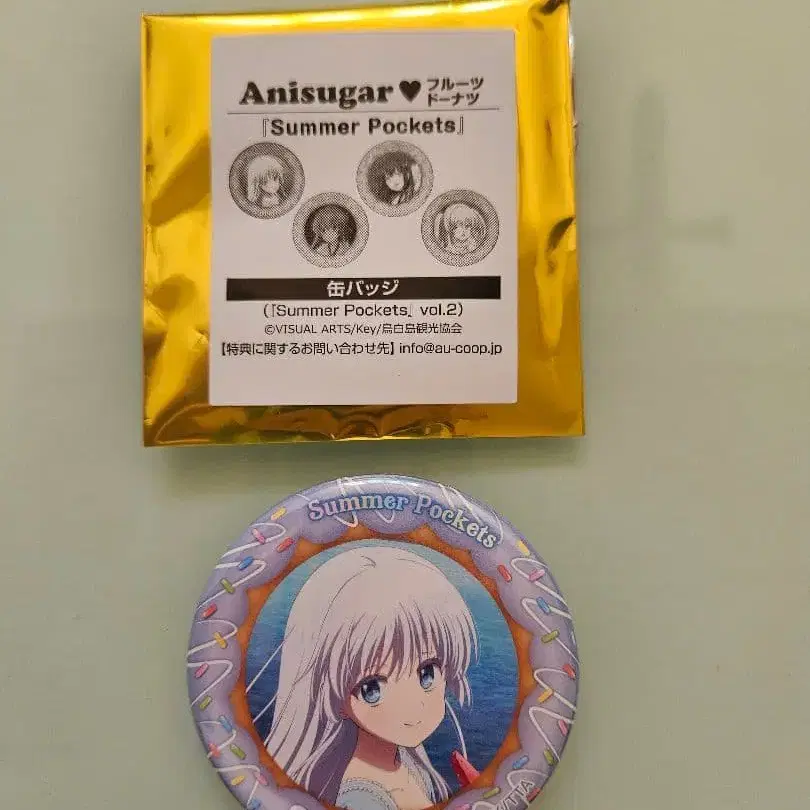 Anisugar♥フルーツ
ドーナツ
『Summer Pockets』
缶バッジ
(『Summer Pockets』 vol.2)
©VISUAL ARTS/Key/鳥白島観光協会
【特典に関するお問い合わせ先】info@au-coop.jp
Summer Pockets